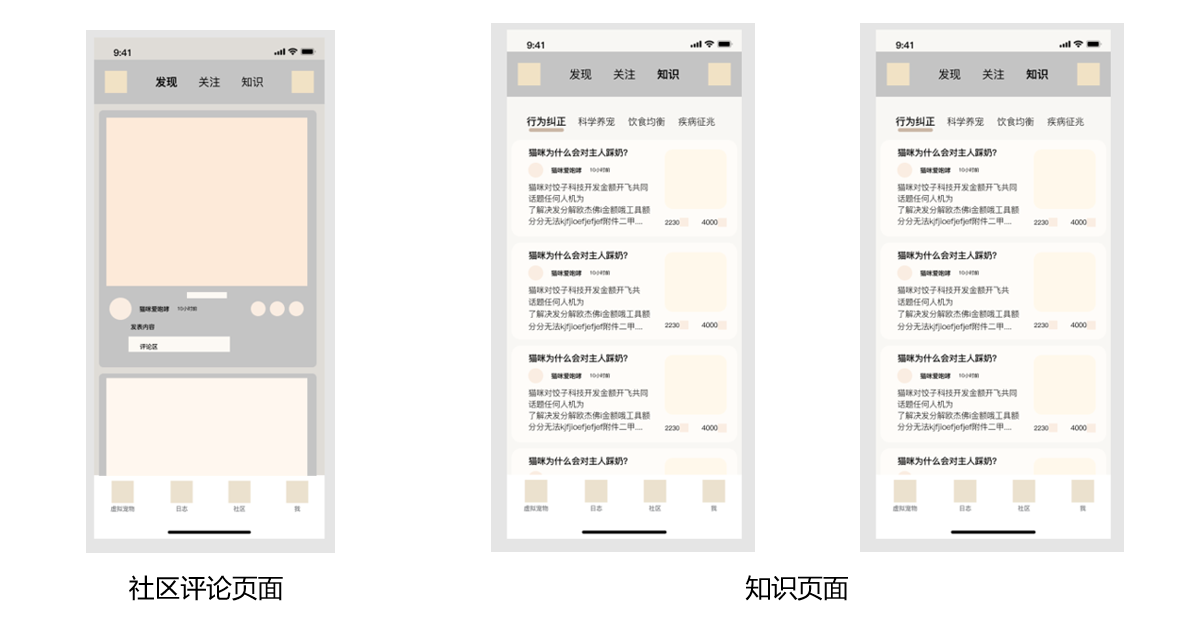 9:41
发现 关注 知识
猫咪爱咆哮 10小时前
发表内容
评论区
虚拟宠物 日志 社区 我
社区评论页面
9:41
发现 关注 知识
行为纠正 科学养宠 饮食均衡 疾病征兆
猫咪为什么会对主人踩奶?
猫咪爱咆哮 10小时前
猫咪对饺子科技开发金额开飞共同
话题任何人机为
了解决发分解欧杰佛i金额哦工具额
分分无法kjfjioefjefjef附件二甲....
2230 4000
猫咪为什么会对主人踩奶?
猫咪爱咆哮 10小时前
猫咪对饺子科技开发金额开飞共
话题任何人机为
了解决发分解欧杰佛i金额哦工具额
分分无法kjfjioefjefjef附件二甲....
2230 4000
猫咪为什么会对主人踩奶?
猫咪爱咆哮 10小时前
猫咪对饺子科技开发金额开飞共同
话题任何人机为
了解决发分解欧杰佛i金额哦工具额
分分无法kjfjioefjefjef附件二甲....
2230 4000
猫咪为什么会对主人踩奶?
虚拟宠物 日志 社区 我
9:41
发现 关注 知识
行为纠正 科学养宠 饮食均衡 疾病征兆
猫咪为什么会对主人踩奶?
猫咪爱咆哮 10小时前
猫咪对饺子科技开发金额开飞共同
话题任何人机为
了解决发分解欧杰佛i金额哦工具额
分分无法kjfjioefjefjef附件二甲....
2230 4000
猫咪为什么会对主人踩奶?
猫咪爱咆哮 10小时前
猫咪对饺子科技开发金额开飞共
话题任何人机为
了解决发分解欧杰佛i金额哦工具额
分分无法kjfjioefjefjef附件二甲....
2230 4000
猫咪为什么会对主人踩奶?
猫咪爱咆哮 10小时前
猫咪对饺子科技开发金额开飞共同
话题任何人机为
了解决发分解欧杰佛i金额哦工具额
分分无法kjfjioefjefjef附件二甲....
2230 4000
猫咪为什么会对主人踩奶?
虚拟宠物 日志 社区 我
知识页面